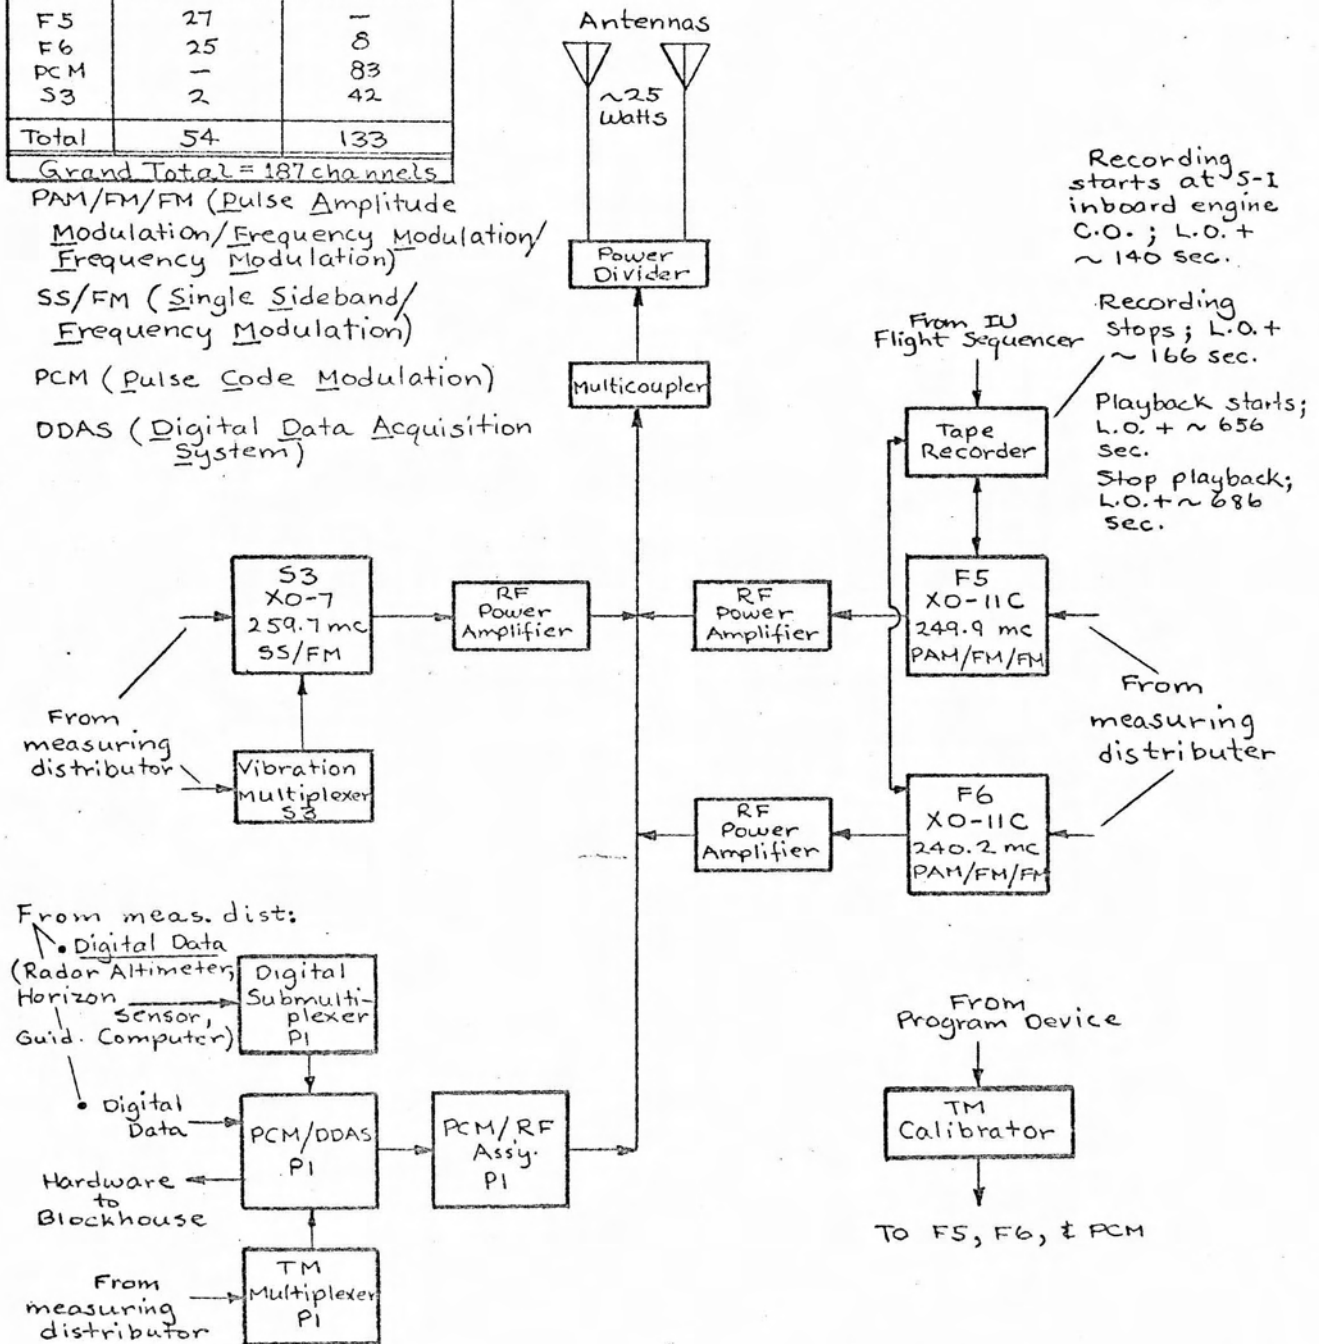 F5 27 —
F6 25 8
PCM — 83
S3 2 42
Total 54 133
Grand Total = 187 channels
PAM/FM/FM (Pulse Amplitude
Modulation/Frequency Modulation/
Frequency Modulation)
SS/FM (Single Sideband/
Frequency Modulation)
PCM (Pulse Code Modulation)
DDAS (Digital Data Acquisition
System)
Antennas
~25
Watts
Power
Divider
Multicoupler
Recording
starts at S-I
inboard engine
C.O.; L.O. +
~ 140 sec.
Recording
stops; L.O. +
~ 166 sec.
Playback starts;
L.O. + ~ 656
sec.
Stop playback;
L.O. + ~ 686
sec.
From IU
Flight Sequencer
Tape
Recorder
S3
XO-7
259.7 mc
SS/FM
RF
Power
Amplifier
RF
Power
Amplifier
F5
XO-11C
249.9 mc
PAM/FM/FM
From
measuring
distributor
Vibration
Multiplexer
S3
From
measuring
distributer
RF
Power
Amplifier
F6
XO-11C
240.2 mc
PAM/FM/FM
From meas. dist:
• Digital Data
(Radar Altimeter,
Horizon
Sensor,
Guid. Computer)
Digital
Submulti-
plexer
P1
• Digital
Data
PCM/DDAS
P1
PCM/RF
Assy.
P1
Hardware
to
Blockhouse
From
measuring
distributor
TM
Multiplexer
P1
From
Program Device
TM
Calibrator
To F5, F6, & PCM